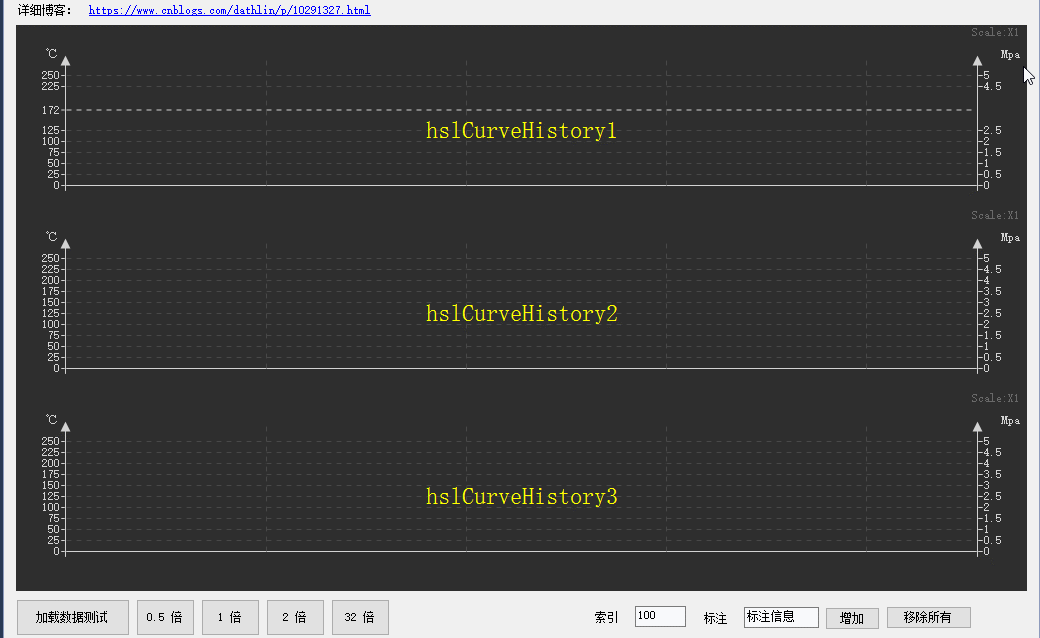 详细博客： https://www.cnblogs.com/dathlin/p/10291327.html
Scale:X1
℃ Mpa
250 5
225 4.5
172
125 2.5
hslCurveHistory1
100 2
75 1.5
50 1
25 0.5
0 0
Scale:X1
℃ Mpa
250 5
225 4.5
200 4
175 3.5
150 3
125 2.5
hslCurveHistory2
100 2
75 1.5
50 1
25 0.5
0 0
Scale:X1
℃ Mpa
250 5
225 4.5
200 4
175 3.5
150 3
125 2.5
hslCurveHistory3
100 2
75 1.5
50 1
25 0.5
0 0
加载数据测试 0.5 倍 1 倍 2 倍 32 倍 索引 100 标注 标注信息 增加 移除所有